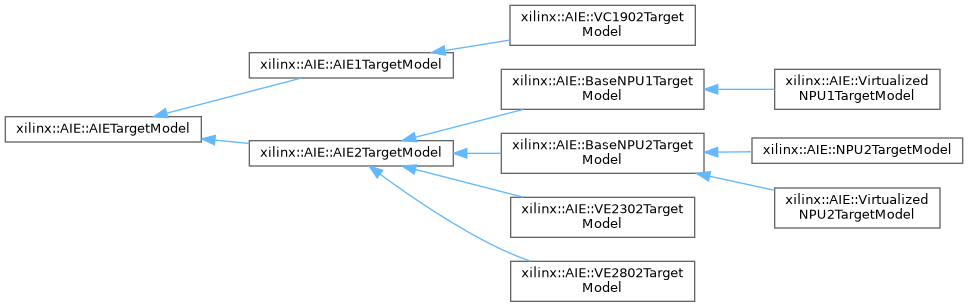 xilinx::AIE::VC1902Target
Model
xilinx::AIE::AIE1TargetModel
xilinx::AIE::BaseNPU1Target
Model
xilinx::AIE::Virtualized
NPU1TargetModel
xilinx::AIE::AIETargetModel
xilinx::AIE::AIE2TargetModel
xilinx::AIE::BaseNPU2Target
Model
xilinx::AIE::NPU2TargetModel
xilinx::AIE::VE2302Target
Model
xilinx::AIE::Virtualized
NPU2TargetModel
xilinx::AIE::VE2802Target
Model